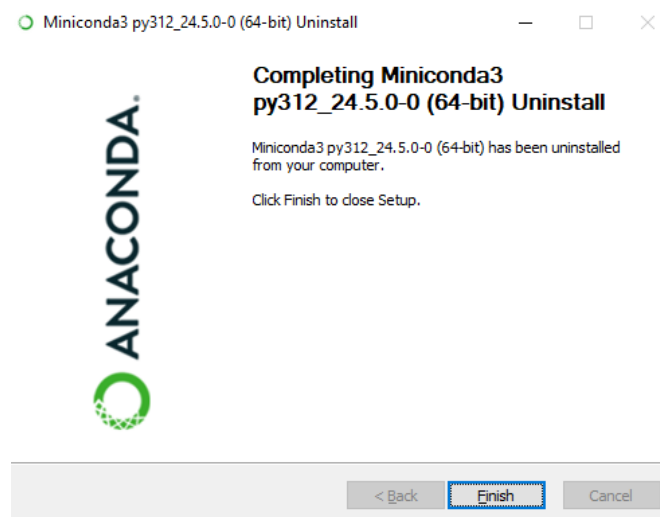 Miniconda3 py312_24.5.0-0 (64-bit) Uninstall
Completing Miniconda3
py312_24.5.0-0 (64-bit) Uninstall
Miniconda3 py312_24.5.0-0 (64-bit) has been uninstalled
from your computer.
Click Finish to close Setup.
ANACONDA.
< Back
Finish
Cancel